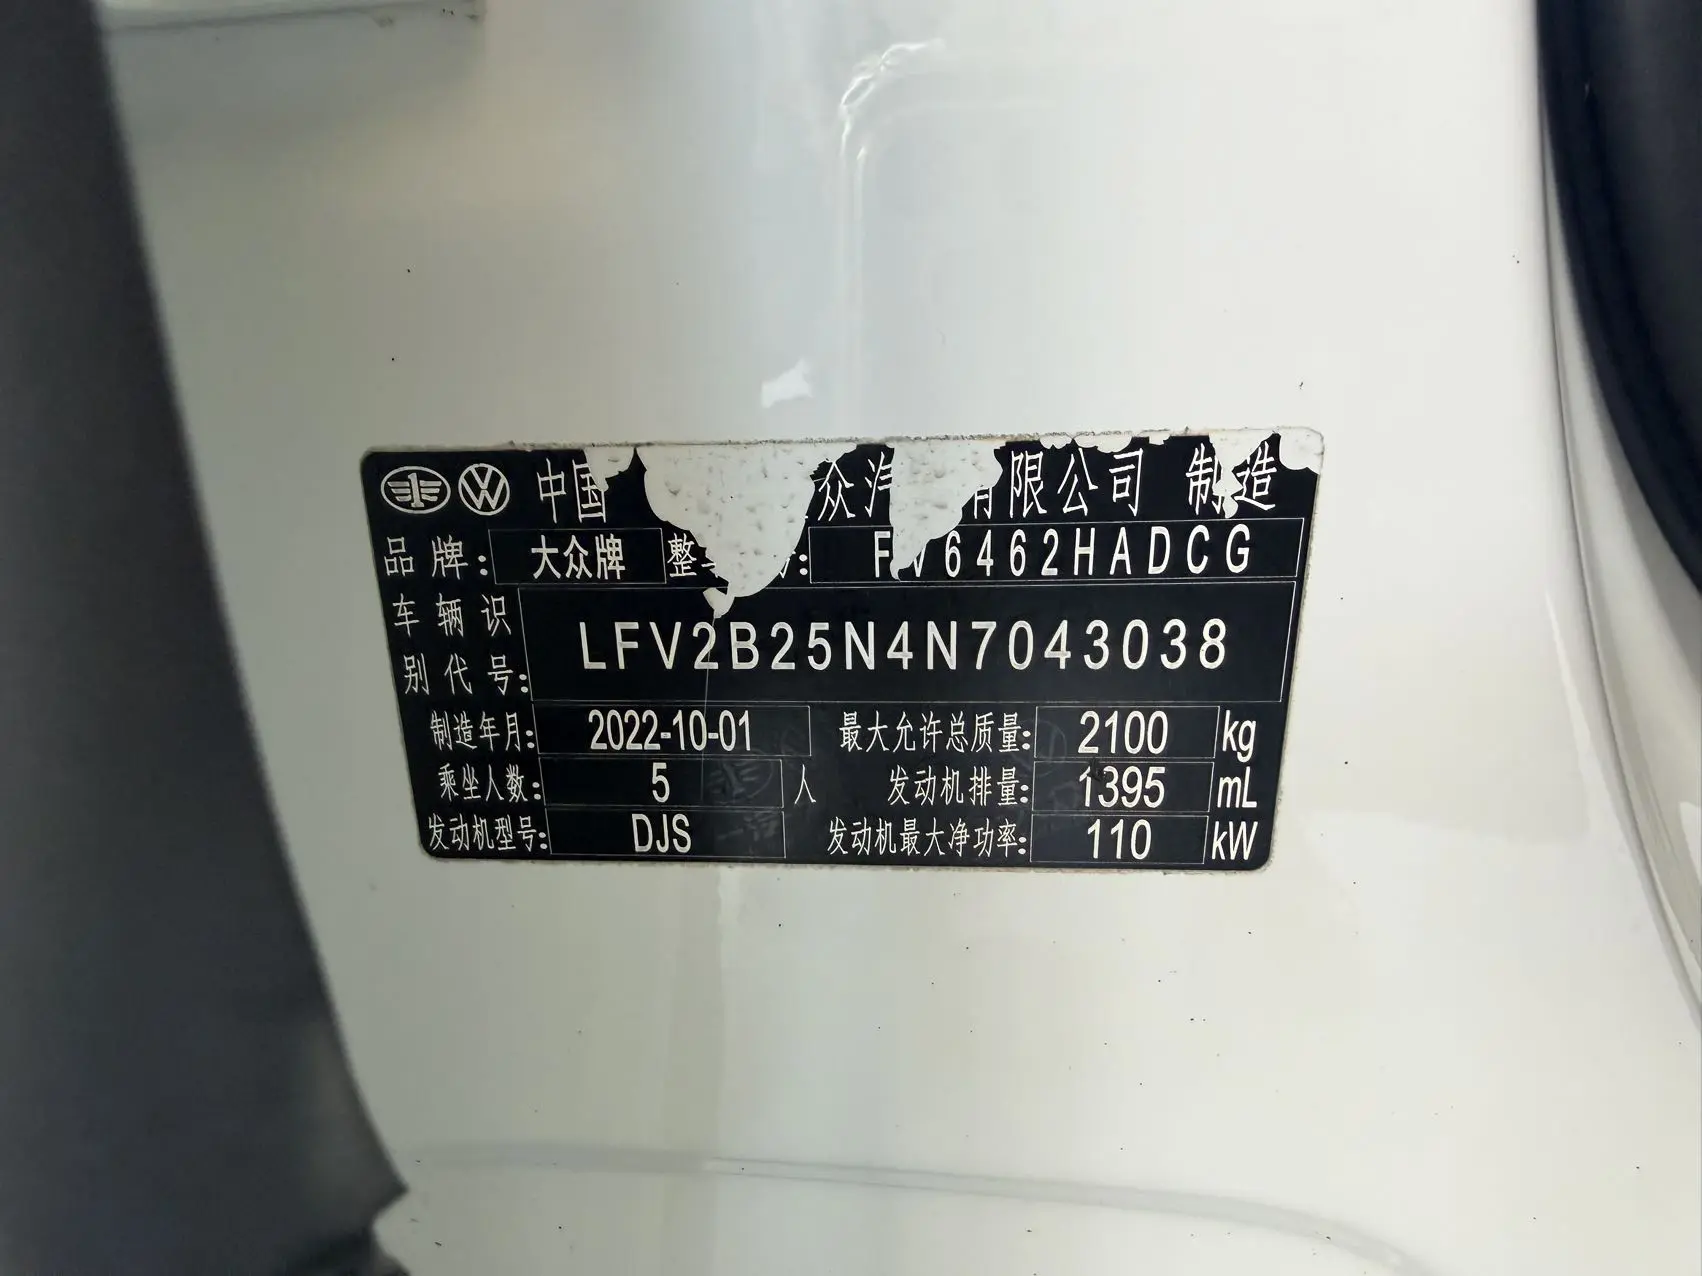 中国 众汽 有限公司 制造
品牌: 大众牌 整 : FV6462HADCG
车辆识别代号: LFV2B25N4N7043038
制造年月: 2022-10-01 最大允许总质量: 2100 kg
乘坐人数: 5 人 发动机排量: 1395 mL
发动机型号: DJS 发动机最大净功率: 110 kW